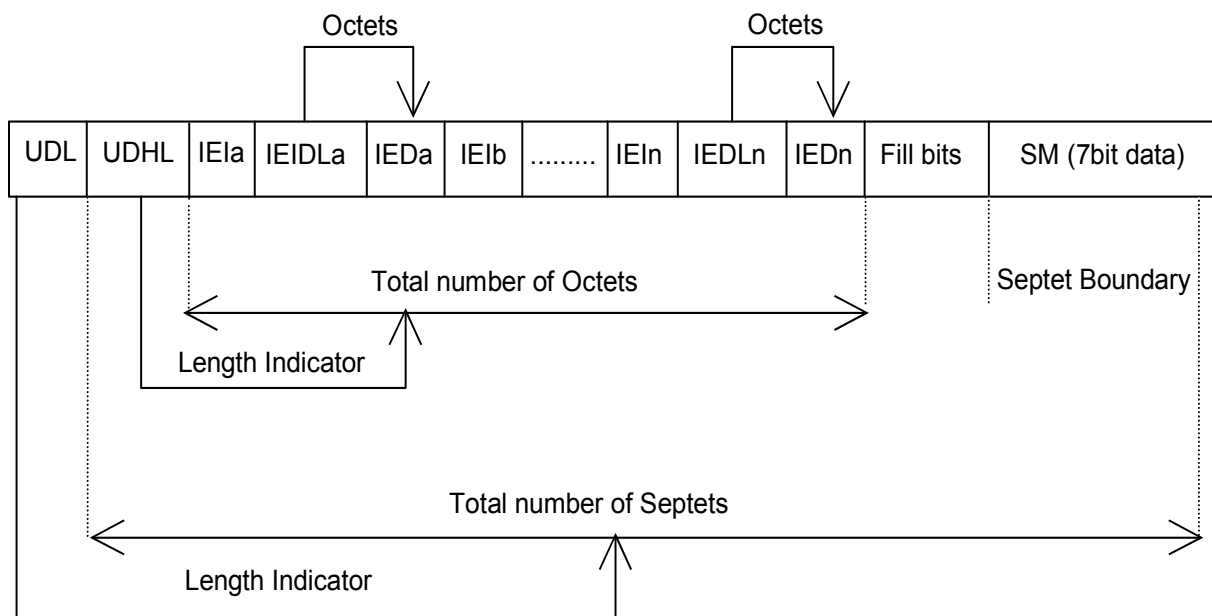 Octets Octets
UDL UDHL IEIa IEIDLa IEDa IEIb ......... IEIn IEDLn IEDn Fill bits SM (7bit data)
Total number of Octets
Septet Boundary
Length Indicator
Total number of Septets
Length Indicator